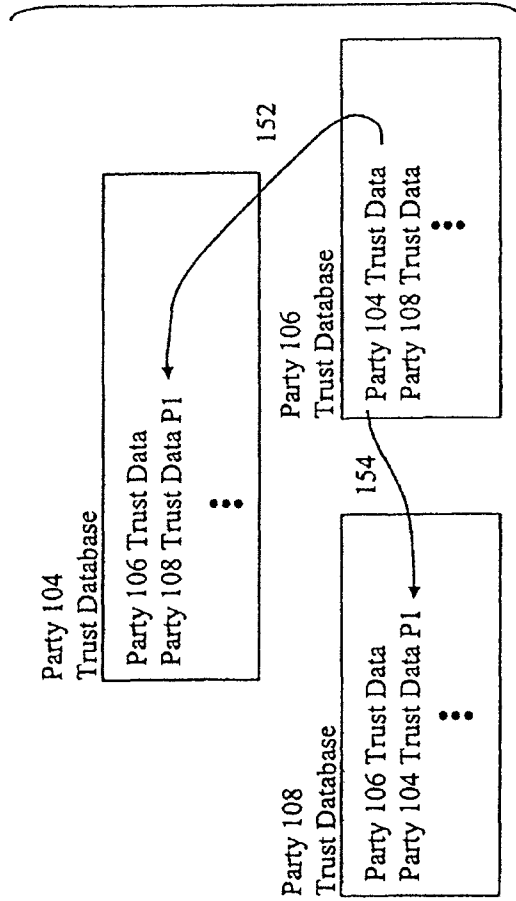 Party 104
Trust Database
Party 106 Trust Data
Party 108 Trust Data P1
•••
152
Party 108
Trust Database
Party 106 Trust Data
Party 104 Trust Data P1
•••
154
Party 106
Trust Database
Party 104 Trust Data
Party 108 Trust Data
•••